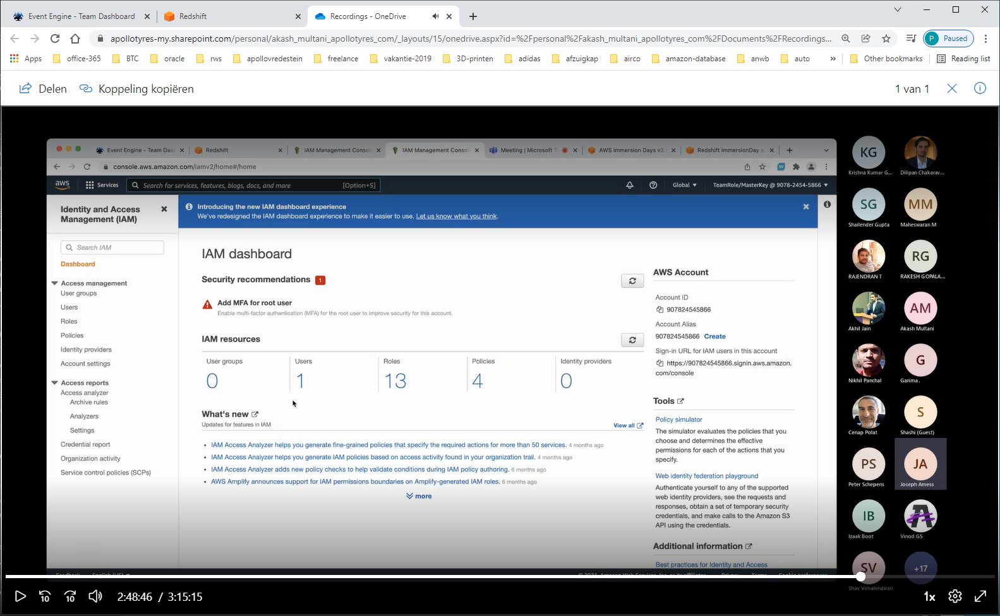 Event Engine - Team Dashboard
Redshift
Recordings - OneDrive
apollotyres-my.sharepoint.com/personal/akash_multani_apollotyres_com/_layouts/15/onedrive.aspx?id=%2Fpersonal%2Fakash_multani_apollotyres_com%2FDocuments%2FRecordings...
P Paused
Apps office-365 BTC oracle rws apollovredestein freelance vakantie-2019 3D-printen adidas afzuigkap airco amazon-database anwb auto » Other bookmarks Reading list
Delen Koppeling kopiëren 1 van 1
Event Engine - Team Das
Redshift
IAM Management Consol
IAM Management Consol
Meeting | Microsoft T
AWS Immersion Days v2.
Redshift ImmersionDay w
console.aws.amazon.com/iamv2/home#/home
aws Services Search for services, features, blogs, docs, and more [Option+S] Global TeamRole/MasterKey @ 9078-2454-5866
Identity and Access
Management (IAM)
Search IAM
Dashboard
Access management
User groups
Users
Roles
Policies
Identity providers
Account settings
Access reports
Access analyzer
Archive rules
Analyzers
Settings
Credential report
Organization activity
Service control policies (SCPs)
Introducing the new IAM dashboard experience
We've redesigned the IAM dashboard experience to make it easier to use. Let us know what you think.
IAM dashboard
Security recommendations 1
Add MFA for root user
Enable multi-factor authentication (MFA) for the root user to improve security for this account.
IAM resources
User groups Users Roles Policies Identity providers
0 1 13 4 0
What's new
Updates for features in IAM
View all
IAM Access Analyzer helps you generate fine-grained policies that specify the required actions for more than 50 services. 4 months ago
IAM Access Analyzer helps you generate IAM policies based on access activity found in your organization trail. 4 months ago
IAM Access Analyzer adds new policy checks to help validate conditions during IAM policy authoring. 6 months ago
AWS Amplify announces support for IAM permissions boundaries on Amplify-generated IAM roles. 6 months ago
more
AWS Account
Account ID
907824545866
Account Alias
907824545866 Create
Sign-in URL for IAM users in this account
https://907824545866.signin.aws.amazon.
com/console
Tools
Policy simulator
The simulator evaluates the policies that you
choose and determines the effective
permissions for each of the actions that you
specify.
Web identity federation playground
Authenticate yourself to any of the supported
web identity providers, see the requests and
responses, obtain a set of temporary security
credentials, and make calls to the Amazon S3
API using the credentials.
Additional information
Best practices for Identity and Access
KG
Krishna Kumar G... Dilipan Chakarav...
SG MM
Shailender Gupta Maheswaran M
RG
RAJENDRAN T RAKESH GOPALA...
AM
Akhil Jain Akash Multani
G
Nikhil Panchal Garima .
S
Cenap Polat Shashi (Guest)
PS JA
Peter Schepens Joseph Amess
IB
Izaak Boot Vinod GS
SV +17
Shav Vimalendiran
10 10 2:48:46 / 3:15:15 1x